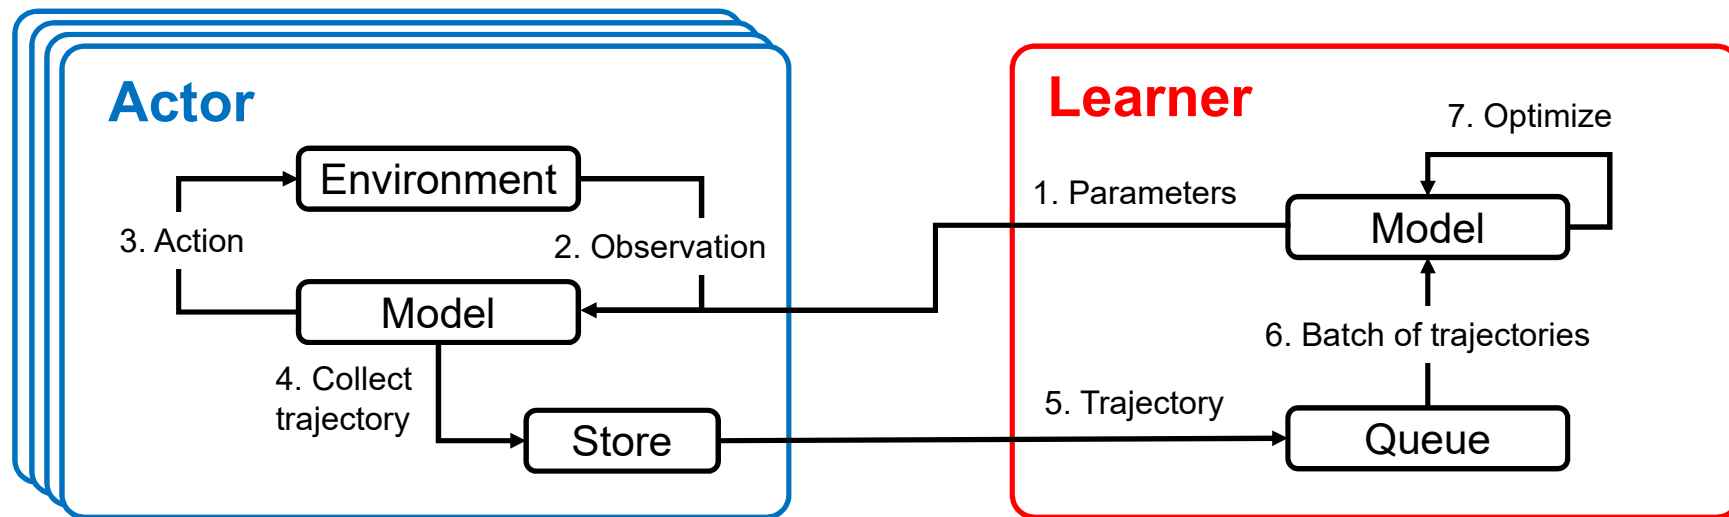 Actor
Environment
3. Action
2. Observation
Model
4. Collect
trajectory
Store
Learner
7. Optimize
1. Parameters
Model
6. Batch of trajectories
5. Trajectory
Queue